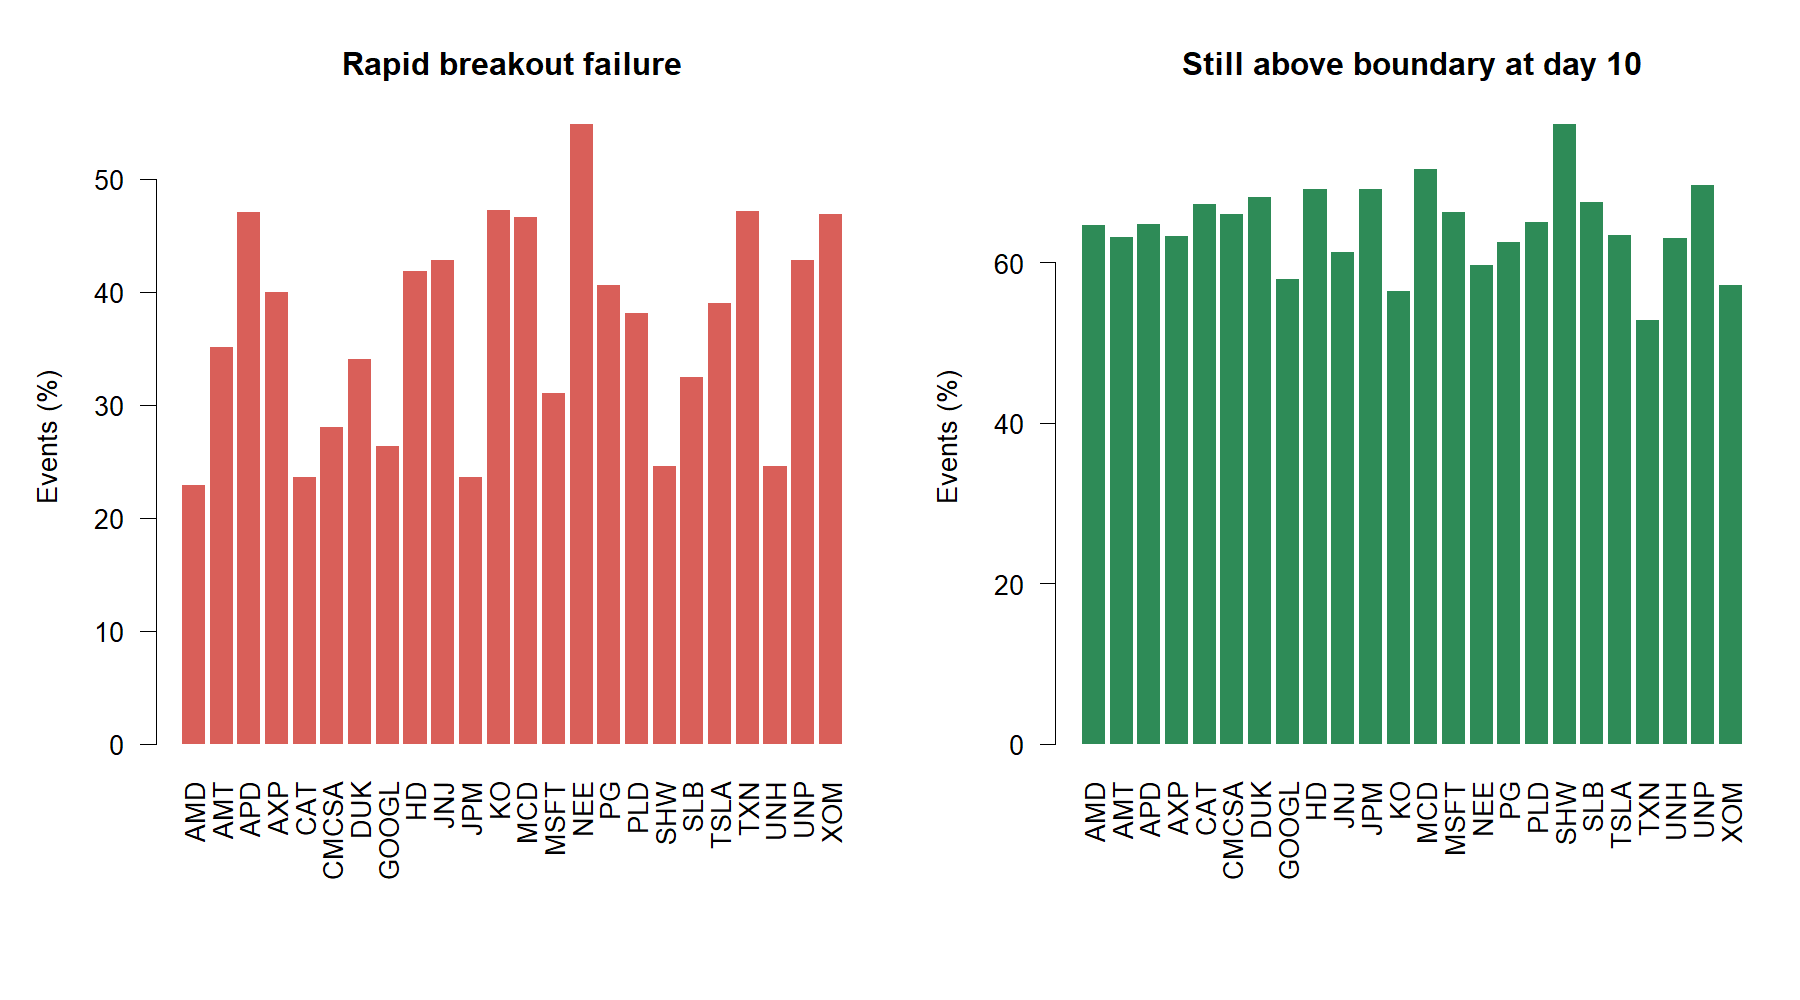 Rapid breakout failure
Events (%)
50
40
30
20
10
0
AMD
AMT
APD
AXP
CAT
CMCSA
DUK
GOOGL
HD
JNJ
JPM
KO
MCD
MSFT
NEE
PG
PLD
SHW
SLB
TSLA
TXN
UNH
UNP
XOM
Still above boundary at day 10
Events (%)
60
40
20
0
AMD
AMT
APD
AXP
CAT
CMCSA
DUK
GOOGL
HD
JNJ
JPM
KO
MCD
MSFT
NEE
PG
PLD
SHW
SLB
TSLA
TXN
UNH
UNP
XOM